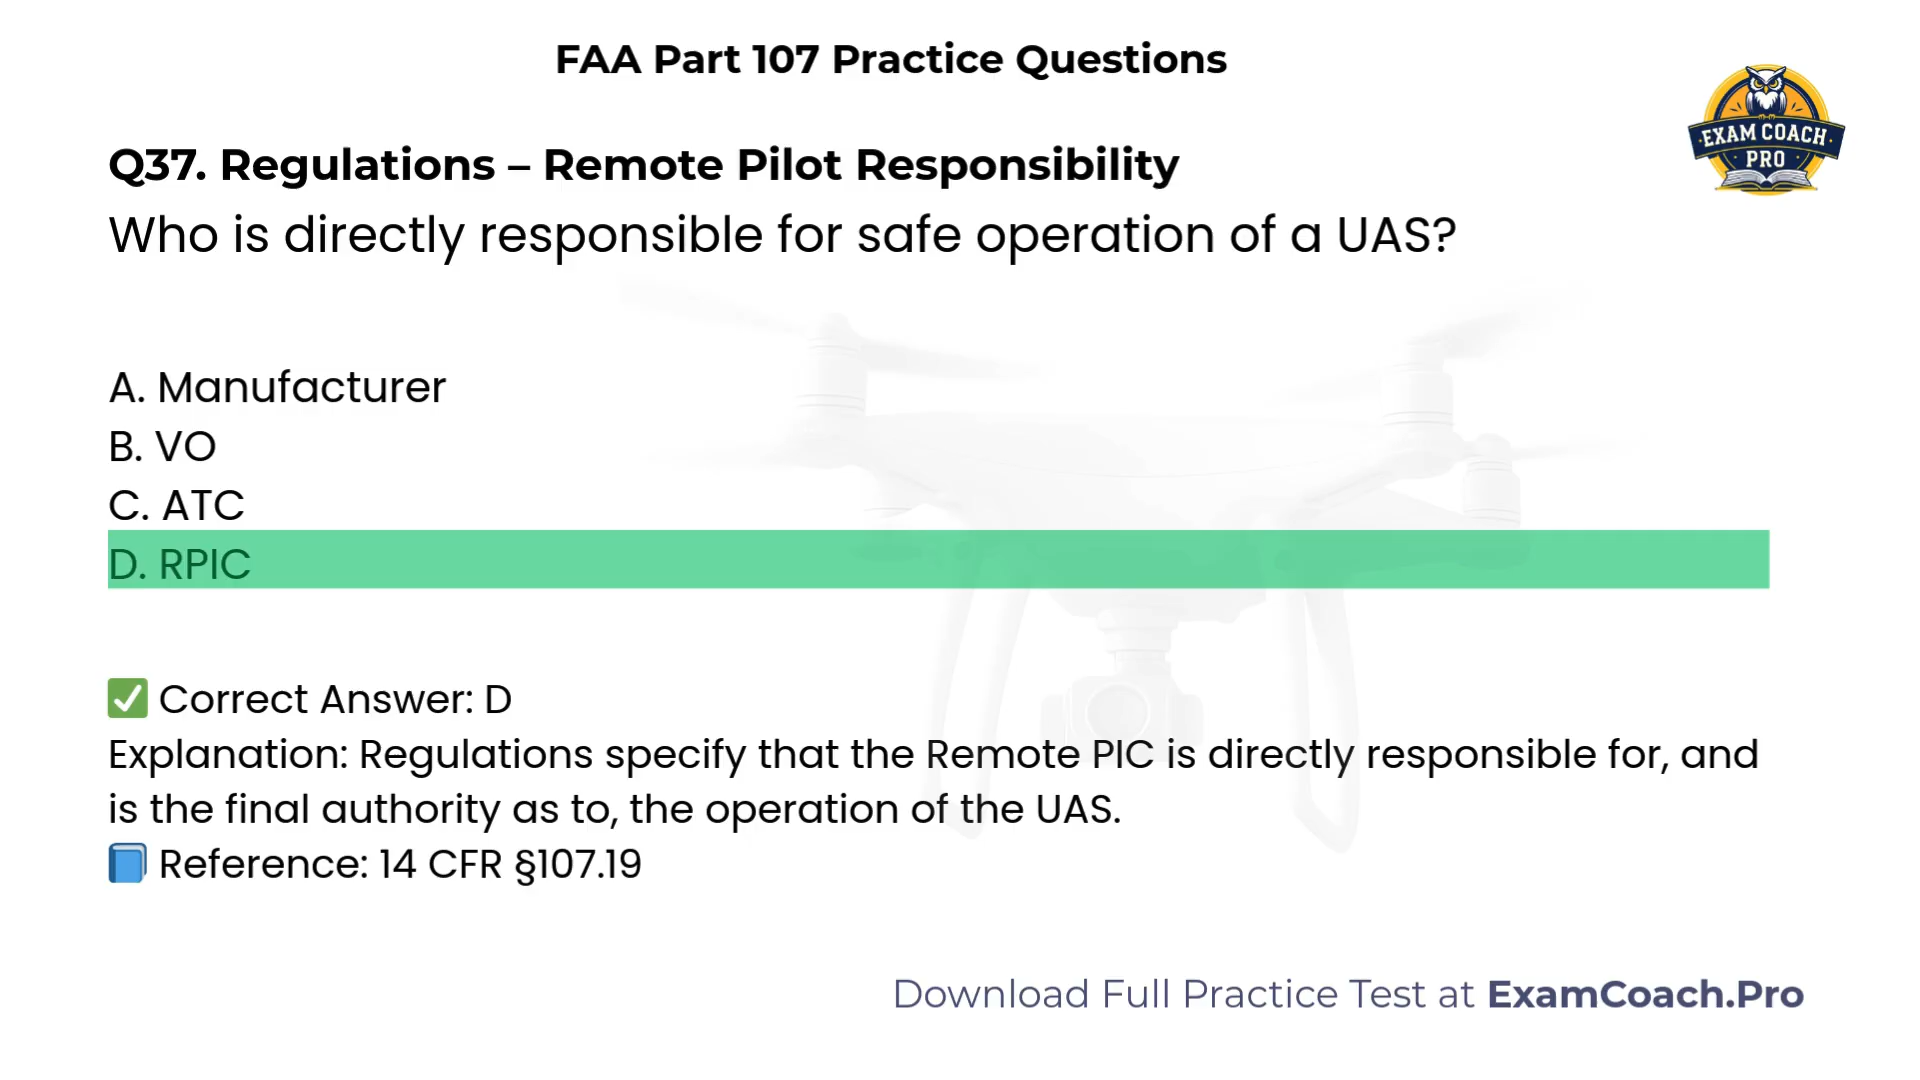 FAA Part 107 Practice Questions
EXAM COACH
PRO
Q37. Regulations – Remote Pilot Responsibility
Who is directly responsible for safe operation of a UAS?
A. Manufacturer
B. VO
C. ATC
D. RPIC
✅ Correct Answer: D
Explanation: Regulations specify that the Remote PIC is directly responsible for, and
is the final authority as to, the operation of the UAS.
📘 Reference: 14 CFR §107.19
Download Full Practice Test at ExamCoach.Pro